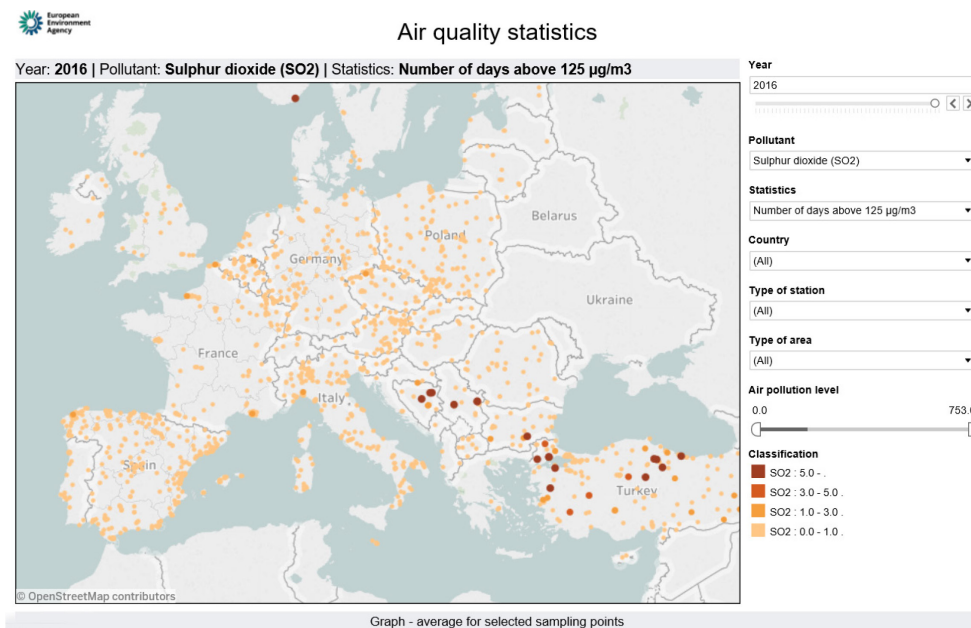 European
Environment
Agency
Air quality statistics
Year: 2016 | Pollutant: Sulphur dioxide (SO2) | Statistics: Number of days above 125 µg/m3
Year
2016
Pollutant
Sulphur dioxide (SO2)
Statistics
Number of days above 125 µg/m3
Country
(All)
Type of station
(All)
Type of area
(All)
Air pollution level
0.0 753.0
Classification
SO2 : 5.0 - .
SO2 : 3.0 - 5.0 .
SO2 : 1.0 - 3.0 .
SO2 : 0.0 - 1.0 .
Belarus
Poland
Germany
Ukraine
France
Italy
Spain
Turkey
© OpenStreetMap contributors
Graph - average for selected sampling points